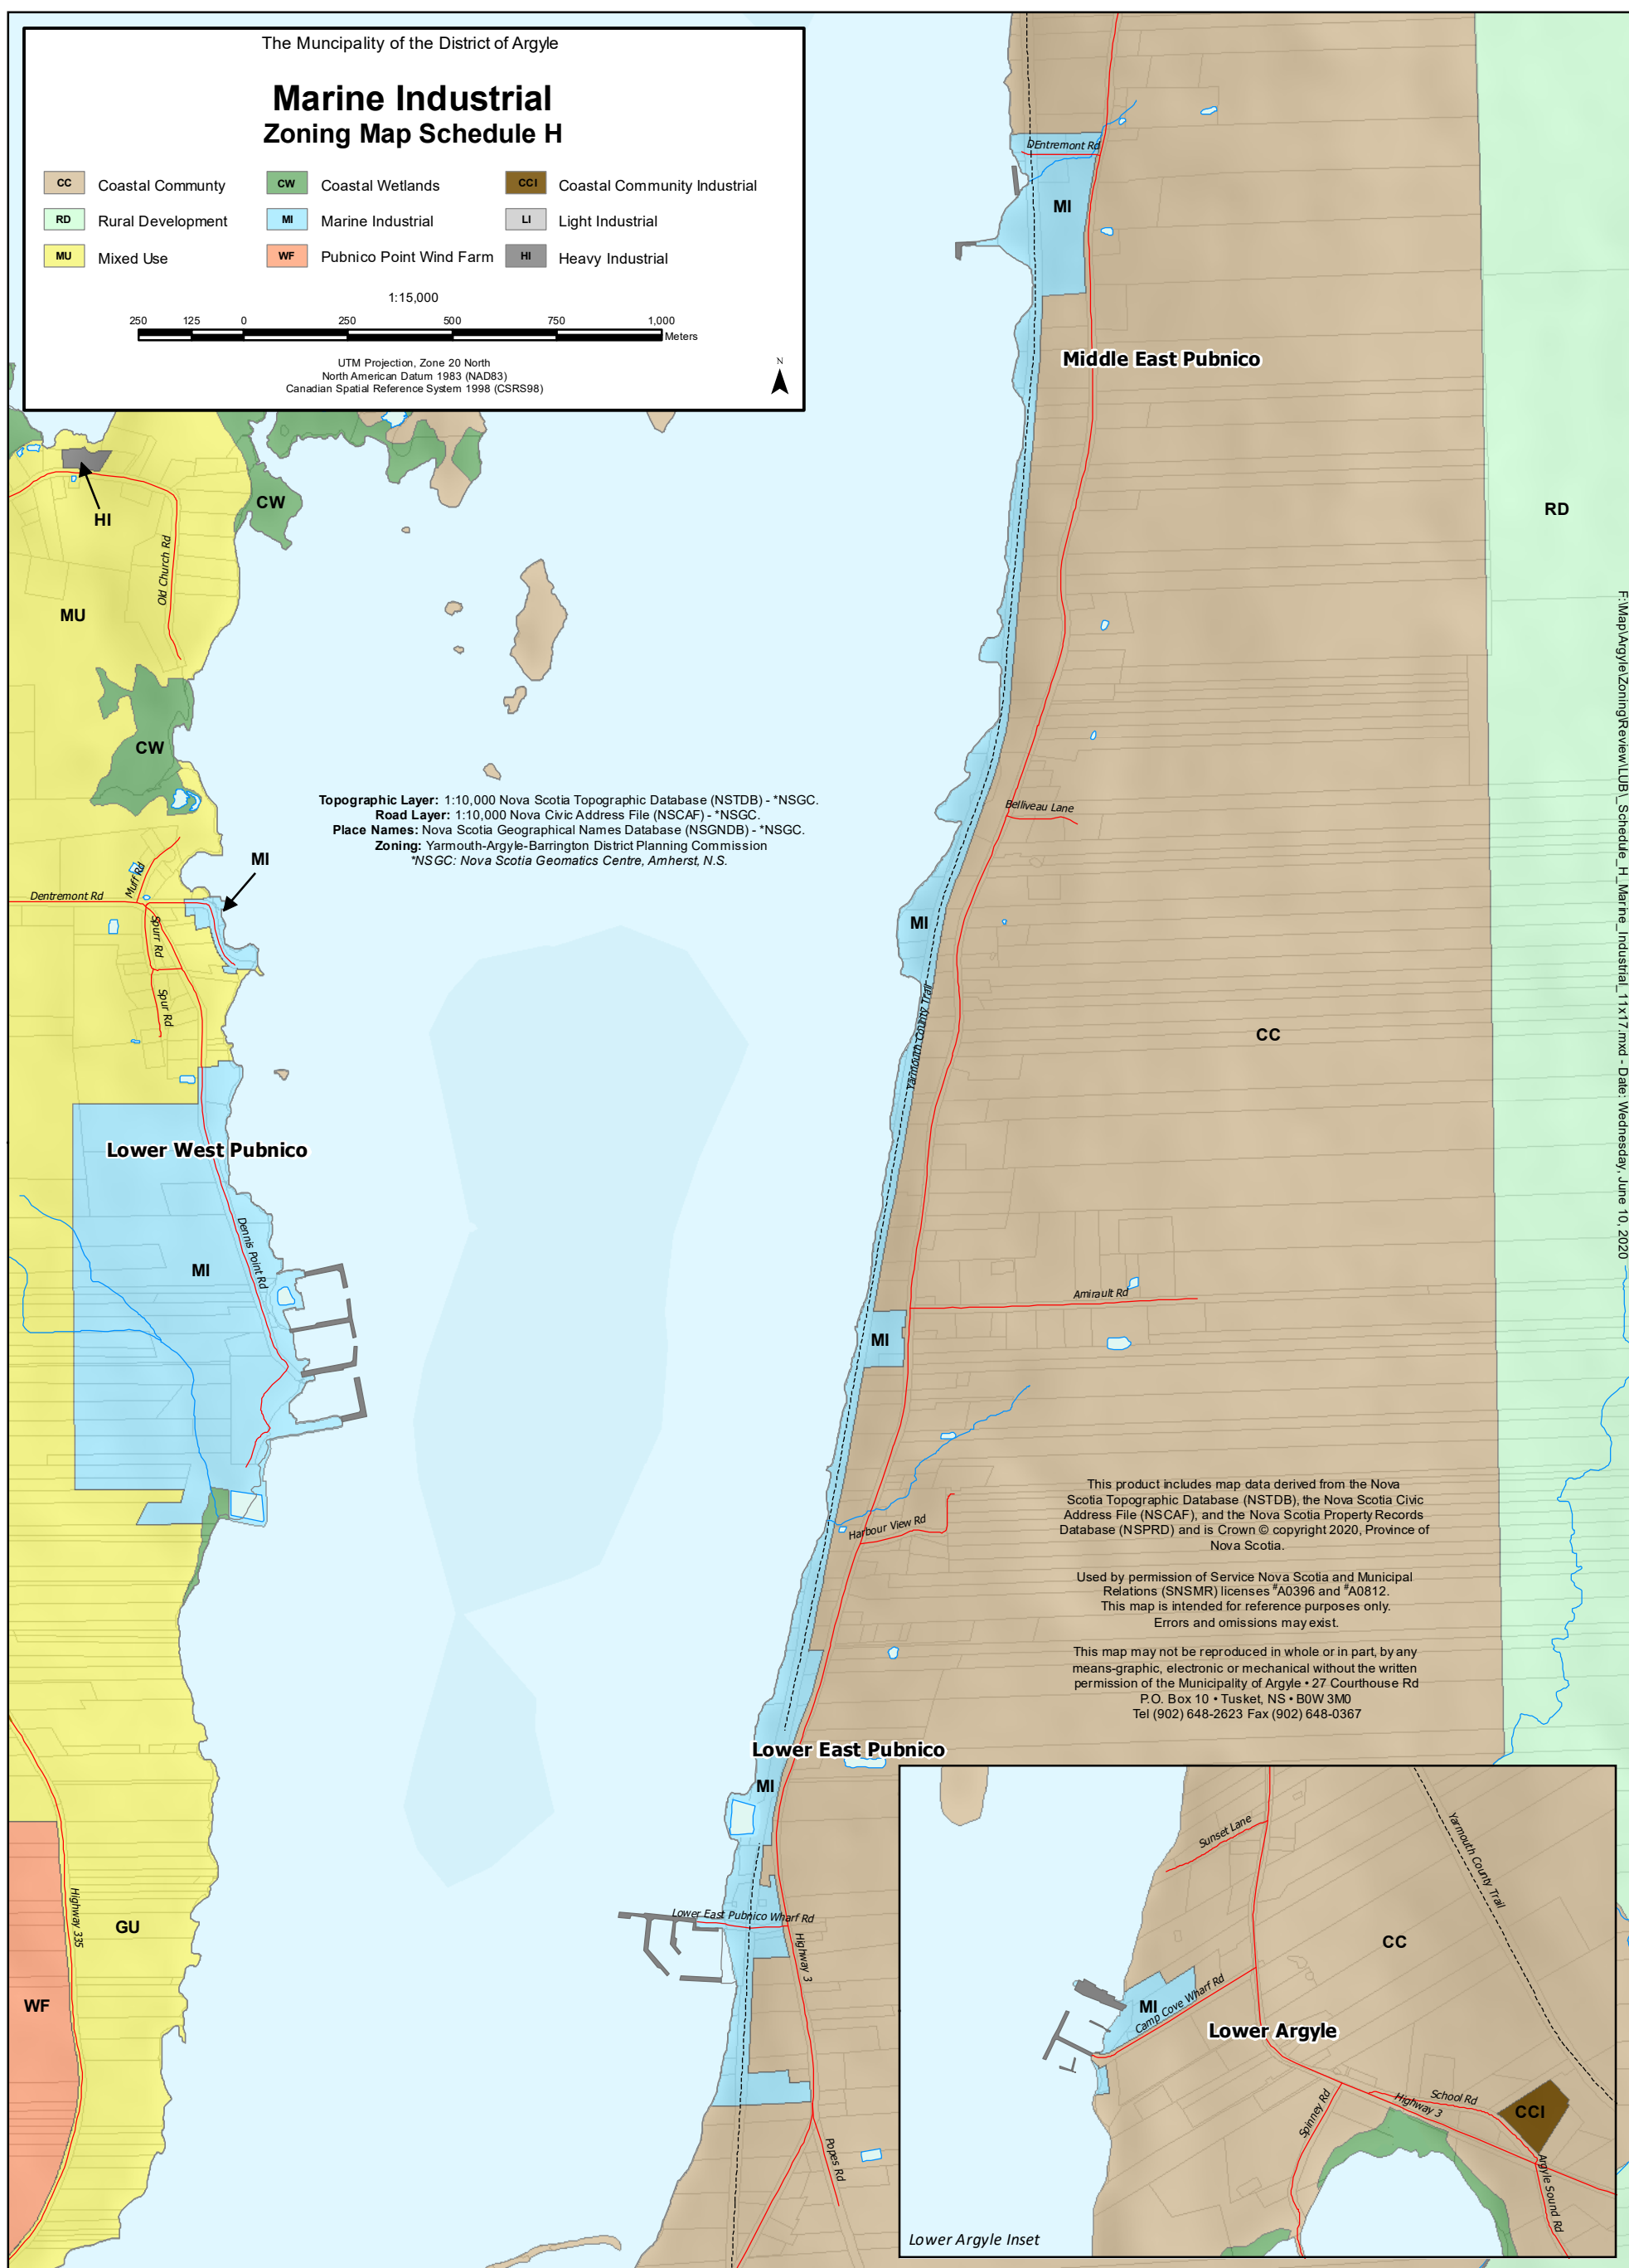 The Muncipality of the District of Argyle
Marine Industrial
Zoning Map Schedule H
CC Coastal Communty
CW Coastal Wetlands
CCI Coastal Community Industrial
RD Rural Development
MI Marine Industrial
LI Light Industrial
MU Mixed Use
WF Pubnico Point Wind Farm
HI Heavy Industrial
1:15,000
250 125 0 250 500 750 1,000
Meters
UTM Projection, Zone 20 North
North American Datum 1983 (NAD83)
Canadian Spatial Reference System 1998 (CSRS98)
N
DEntremont Rd
MI
Middle East Pubnico
RD
HI
CW
Old Church Rd
MU
CW
Topographic Layer: 1:10,000 Nova Scotia Topographic Database (NSTDB) - *NSGC.
Road Layer: 1:10,000 Nova Civic Address File (NSCAF) - *NSGC.
Place Names: Nova Scotia Geographical Names Database (NSGNDB) - *NSGC.
Zoning: Yarmouth-Argyle-Barrington District Planning Commission
*NSGC: Nova Scotia Geomatics Centre, Amherst, N.S.
Belliveau Lane
MI
Muff Rd
Dentremont Rd
Spurr Rd
Spur Rd
MI
Yarmouth County Trail
CC
F:\Map\Argyle\Zoning\Review\LUB\_Schedule_H_Marine_Industrial_11x17.mxd - Date: Wednesday, June 10, 2020
Lower West Pubnico
Dennis Point Rd
MI
Amirault Rd
MI
Harbour View Rd
This product includes map data derived from the Nova
Scotia Topographic Database (NSTDB), the Nova Scotia Civic
Address File (NSCAF), and the Nova Scotia Property Records
Database (NSPRD) and is Crown © copyright 2020, Province of
Nova Scotia.
Used by permission of Service Nova Scotia and Municipal
Relations (SNSMR) licenses #A0396 and #A0812.
This map is intended for reference purposes only.
Errors and omissions may exist.
This map may not be reproduced in whole or in part, by any
means-graphic, electronic or mechanical without the written
permission of the Municipality of Argyle • 27 Courthouse Rd
P.O. Box 10 • Tusket, NS • B0W 3M0
Tel (902) 648-2623 Fax (902) 648-0367
Lower East Pubnico
MI
Highway 335
GU
WF
Lower East Pubnico Wharf Rd
Highway 3
Popes Rd
Sunset Lane
Yarmouth County Trail
CC
MI
Camp Cove Wharf Rd
Lower Argyle
School Rd
Highway 3
CCI
Spinney Rd
Argyle Sound Rd
Lower Argyle Inset